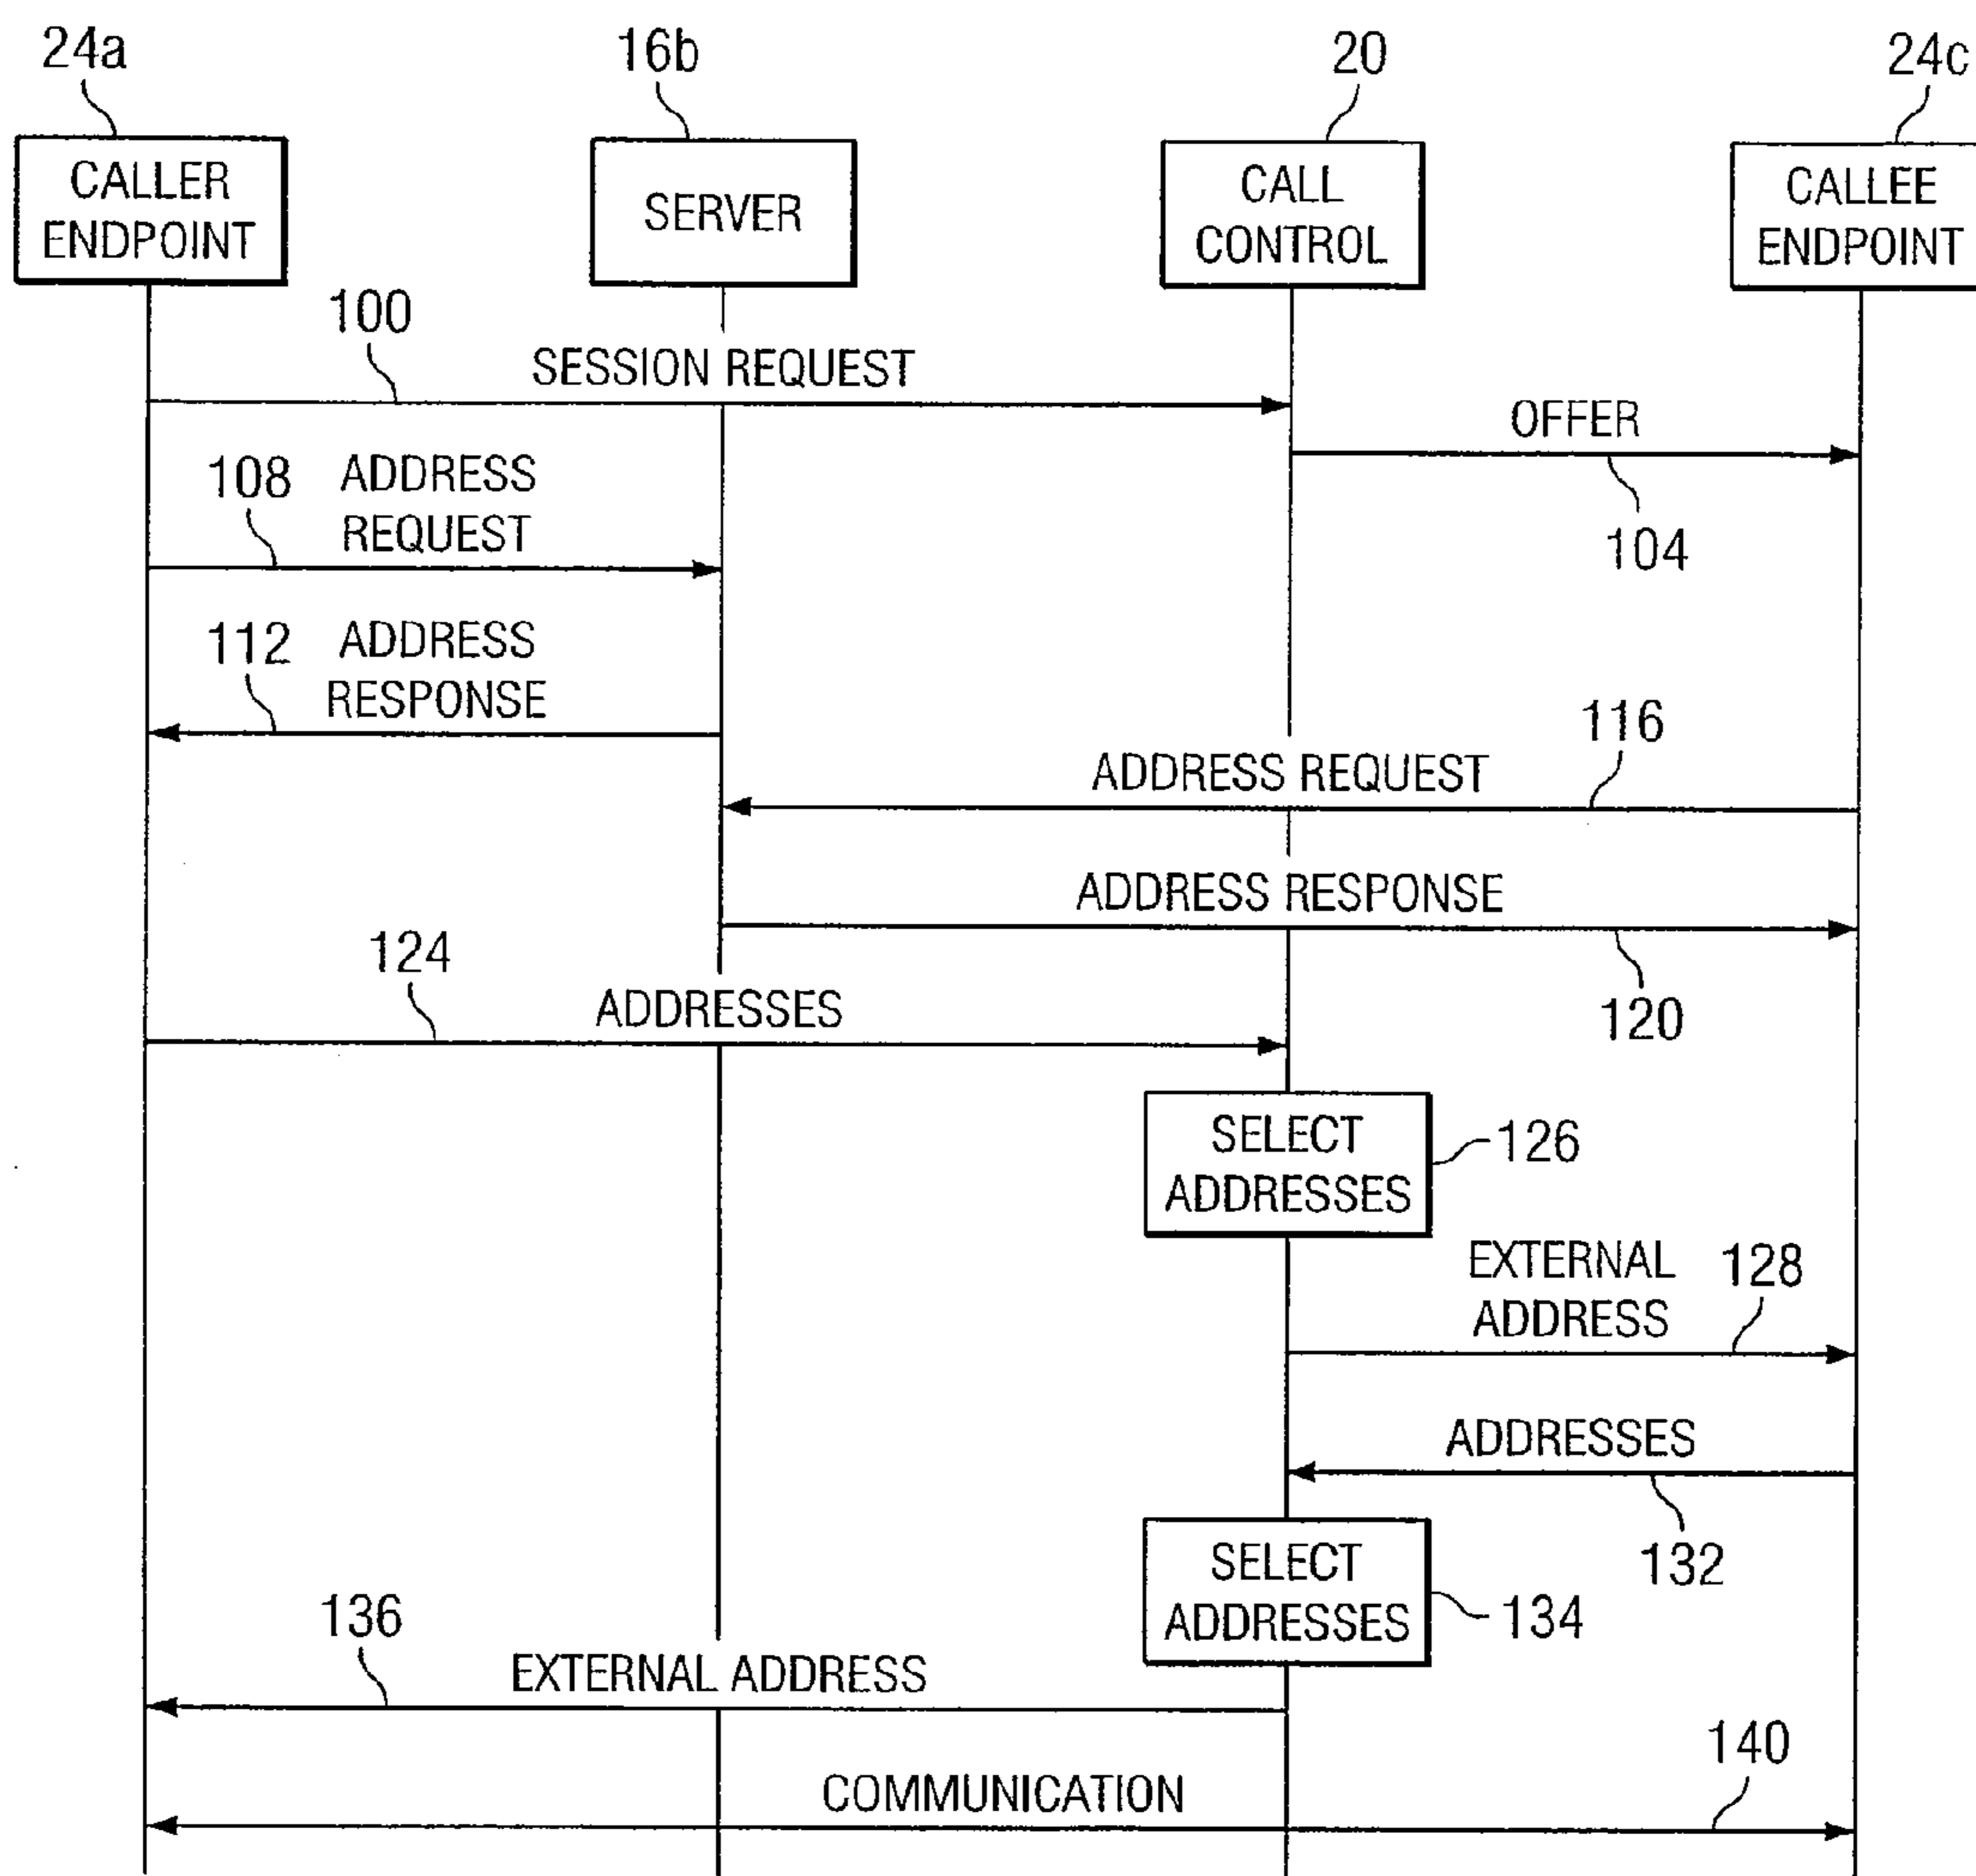 24a
16b
20
24c
CALLER
ENDPOINT
SERVER
CALL
CONTROL
CALLEE
ENDPOINT
100
SESSION REQUEST
OFFER
104
108
ADDRESS
REQUEST
112
ADDRESS
RESPONSE
116
ADDRESS REQUEST
ADDRESS RESPONSE
120
124
ADDRESSES
SELECT
ADDRESSES
126
EXTERNAL
ADDRESS
128
ADDRESSES
132
SELECT
ADDRESSES
134
136
EXTERNAL ADDRESS
140
COMMUNICATION